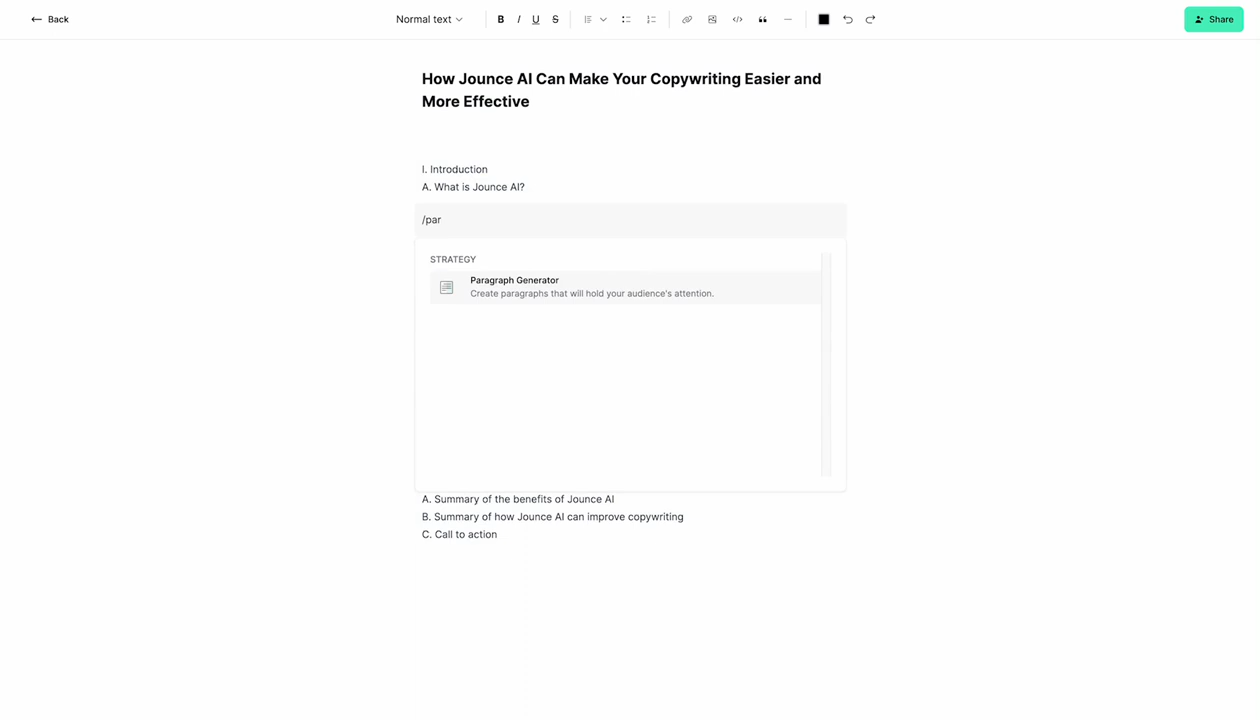 Back
Normal text
B I U S
Share
How Jounce AI Can Make Your Copywriting Easier and
More Effective
I. Introduction
A. What is Jounce AI?
/par
STRATEGY
Paragraph Generator
Create paragraphs that will hold your audience's attention.
A. Summary of the benefits of Jounce AI
B. Summary of how Jounce AI can improve copywriting
C. Call to action